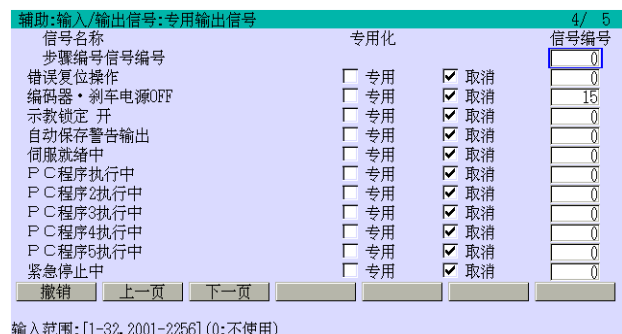 辅助:输入/输出信号:专用输出信号 4/ 5
信号名称 专用化 信号编号
步骤编号信号编号 0
错误复位操作 专用 取消 0
编码器・刹车电源OFF 专用 取消 15
示教锁定 开 专用 取消 0
自动保存警告输出 专用 取消 0
伺服就绪中 专用 取消 0
PC程序执行中 专用 取消 0
PC程序2执行中 专用 取消 0
PC程序3执行中 专用 取消 0
PC程序4执行中 专用 取消 0
PC程序5执行中 专用 取消 0
紧急停止中 专用 取消 0
撤销 上一页 下一页
输入范围:[1-32,2001-2256](0:不使用)